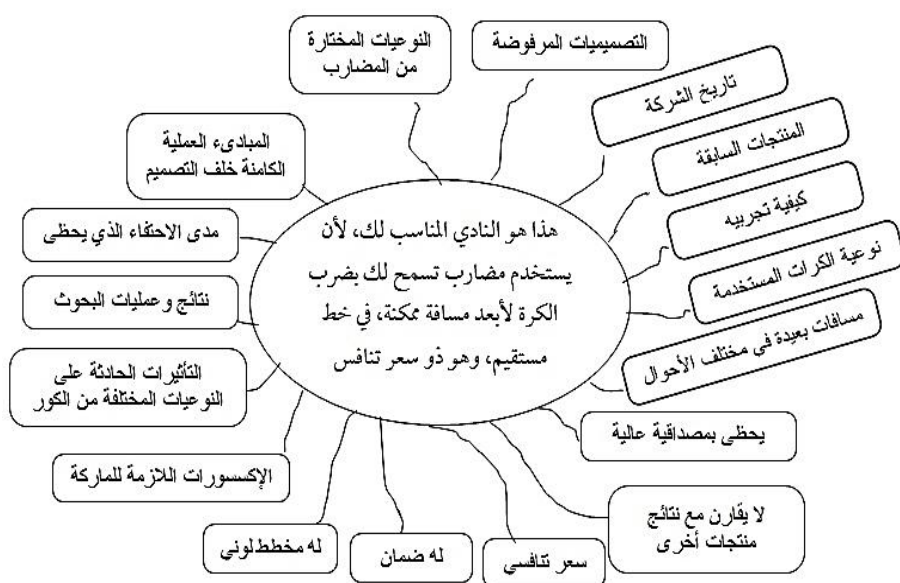 التصميميات المرفوضة
النوعيات المختارة
من المضارب
تاريخ الشركة
المنتجات السابقة
كيفية تجريبه
نوعية الكرات المستخدمة
مسافات بعيدة في مختلف الأحوال
المبادىء العملية
الكامنة خلف التصميم
مدى الاحتفاء الذي يحظى
نتائج وعمليات البحوث
التأثيرات الحادثة على
النوعيات المختلفة من الكور
الإكسسورات اللازمة للماركة
هذا هو النادي المناسب لك، لأن
يستخدم مضارب تسمح لك بضرب
الكرة لأبعد مسافة ممكنة، في خط
مستقيم، وهو ذو سعر تنافس
يحظى بمصداقية عالية
لا يقارن مع نتائج
منتجات أخرى
سعر تنافسي
له ضمان
له مخطط لوني